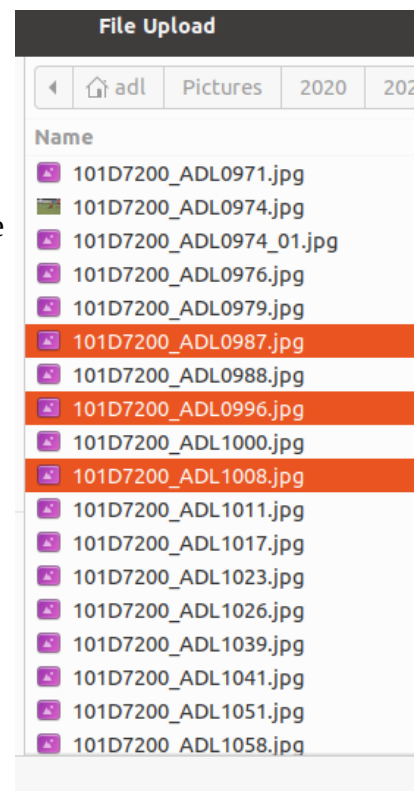 File Upload
adl Pictures 2020 202
Name
101D7200_ADL0971.jpg
101D7200_ADL0974.jpg
e
101D7200_ADL0974_01.jpg
101D7200_ADL0976.jpg
101D7200_ADL0979.jpg
101D7200_ADL0987.jpg
101D7200_ADL0988.jpg
101D7200_ADL0996.jpg
101D7200_ADL1000.jpg
101D7200_ADL1008.jpg
101D7200_ADL1011.jpg
101D7200_ADL1017.jpg
101D7200_ADL1023.jpg
101D7200_ADL1026.jpg
101D7200_ADL1039.jpg
101D7200_ADL1041.jpg
101D7200_ADL1051.jpg
101D7200_ADL1058.jpg